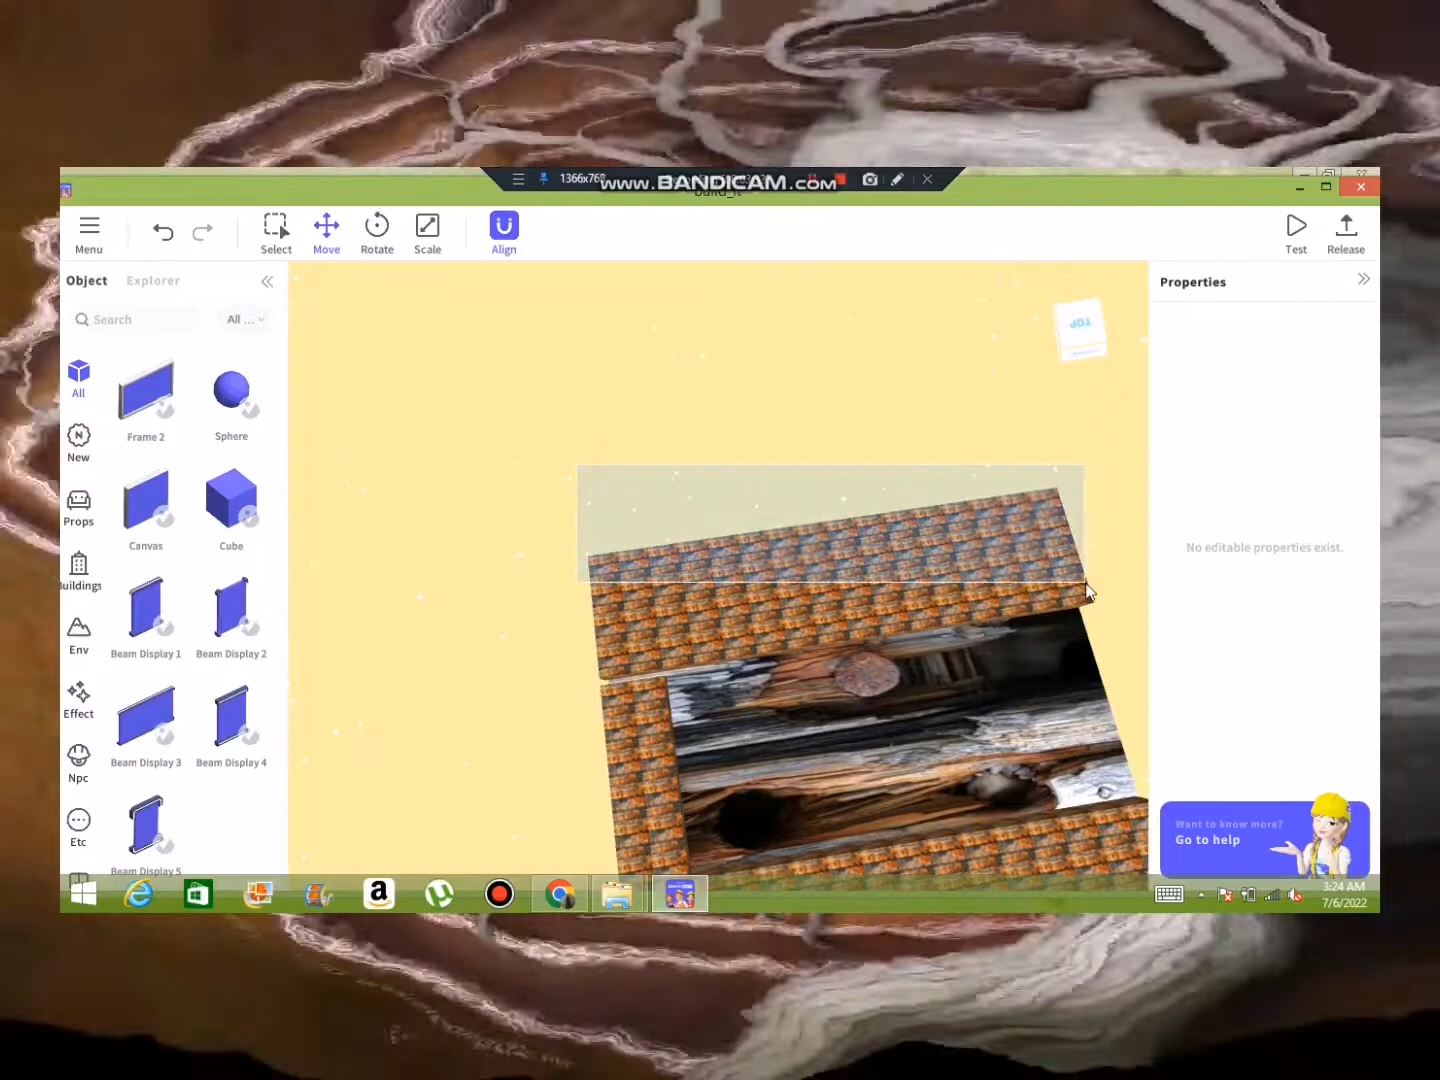 1366x768
www.BANDICAM.com
Menu
Select
Move
Rotate
Scale
Align
Test
Release
Object
Explorer
Search
All ...
Properties
TOP
All
New
Props
Buildings
Env
Effect
Npc
Etc
Frame 2
Sphere
Canvas
Cube
Beam Display 1
Beam Display 2
Beam Display 3
Beam Display 4
Beam Display 5
No editable properties exist.
Want to know more?
Go to help
3:24 AM
7/6/2022